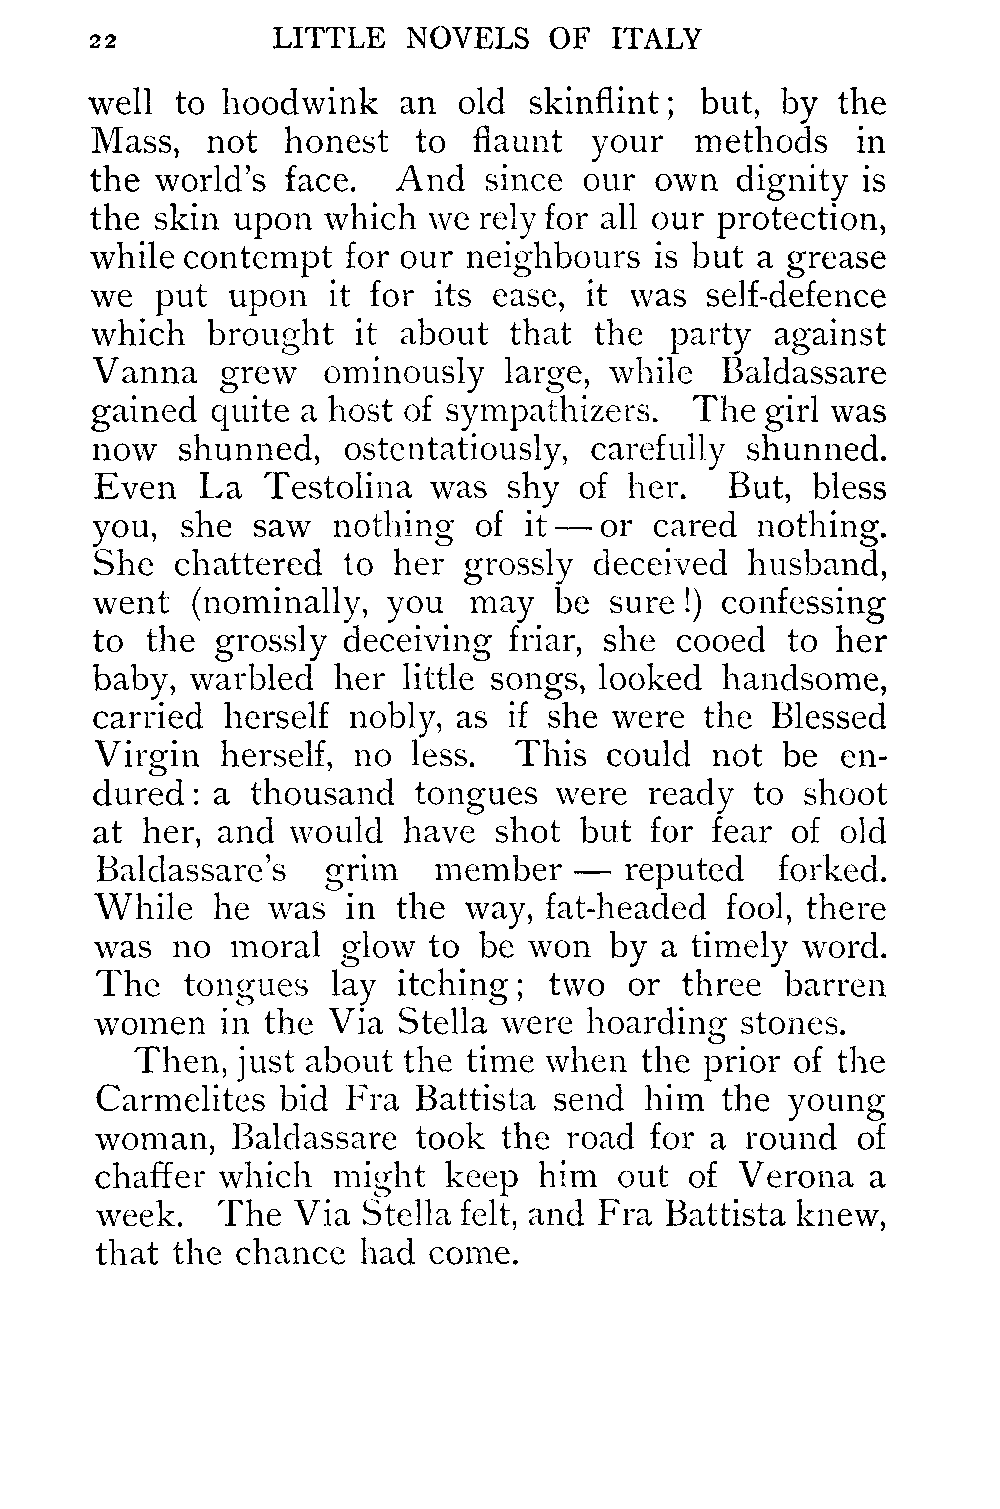 22 LITTLE NOVELS OF ITALY
well to hoodwink an old skinflint; but, by the
Mass, not honest to flaunt your methods in
the world's face. And since our own dignity is
the skin upon which we rely for all our protection,
while contempt for our neighbours is but a grease
we put upon it for its ease, it was self-defence
which brought it about that the party against
Vanna grew ominously large, while Baldassare
gained quite a host of sympathizers. The girl was
now shunned, ostentatiously, carefully shunned.
Even La Testolina was shy of her. But, bless
you, she saw nothing of it — or cared nothing.
She chattered to her grossly deceived husband,
went (nominally, you may be sure!) confessing
to the grossly deceiving friar, she cooed to her
baby, warbled her little songs, looked handsome,
carried herself nobly, as if she were the Blessed
Virgin herself, no less. This could not be en-
dured: a thousand tongues were ready to shoot
at her, and would have shot but for fear of old
Baldassare's grim member — reputed forked.
While he was in the way, fat-headed fool, there
was no moral glow to be won by a timely word.
The tongues lay itching; two or three barren
women in the Via Stella were hoarding stones.
Then, just about the time when the prior of the
Carmelites bid Fra Battista send him the young
woman, Baldassare took the road for a round of
chaffer which might keep him out of Verona a
week. The Via Stella felt, and Fra Battista knew,
that the chance had come.